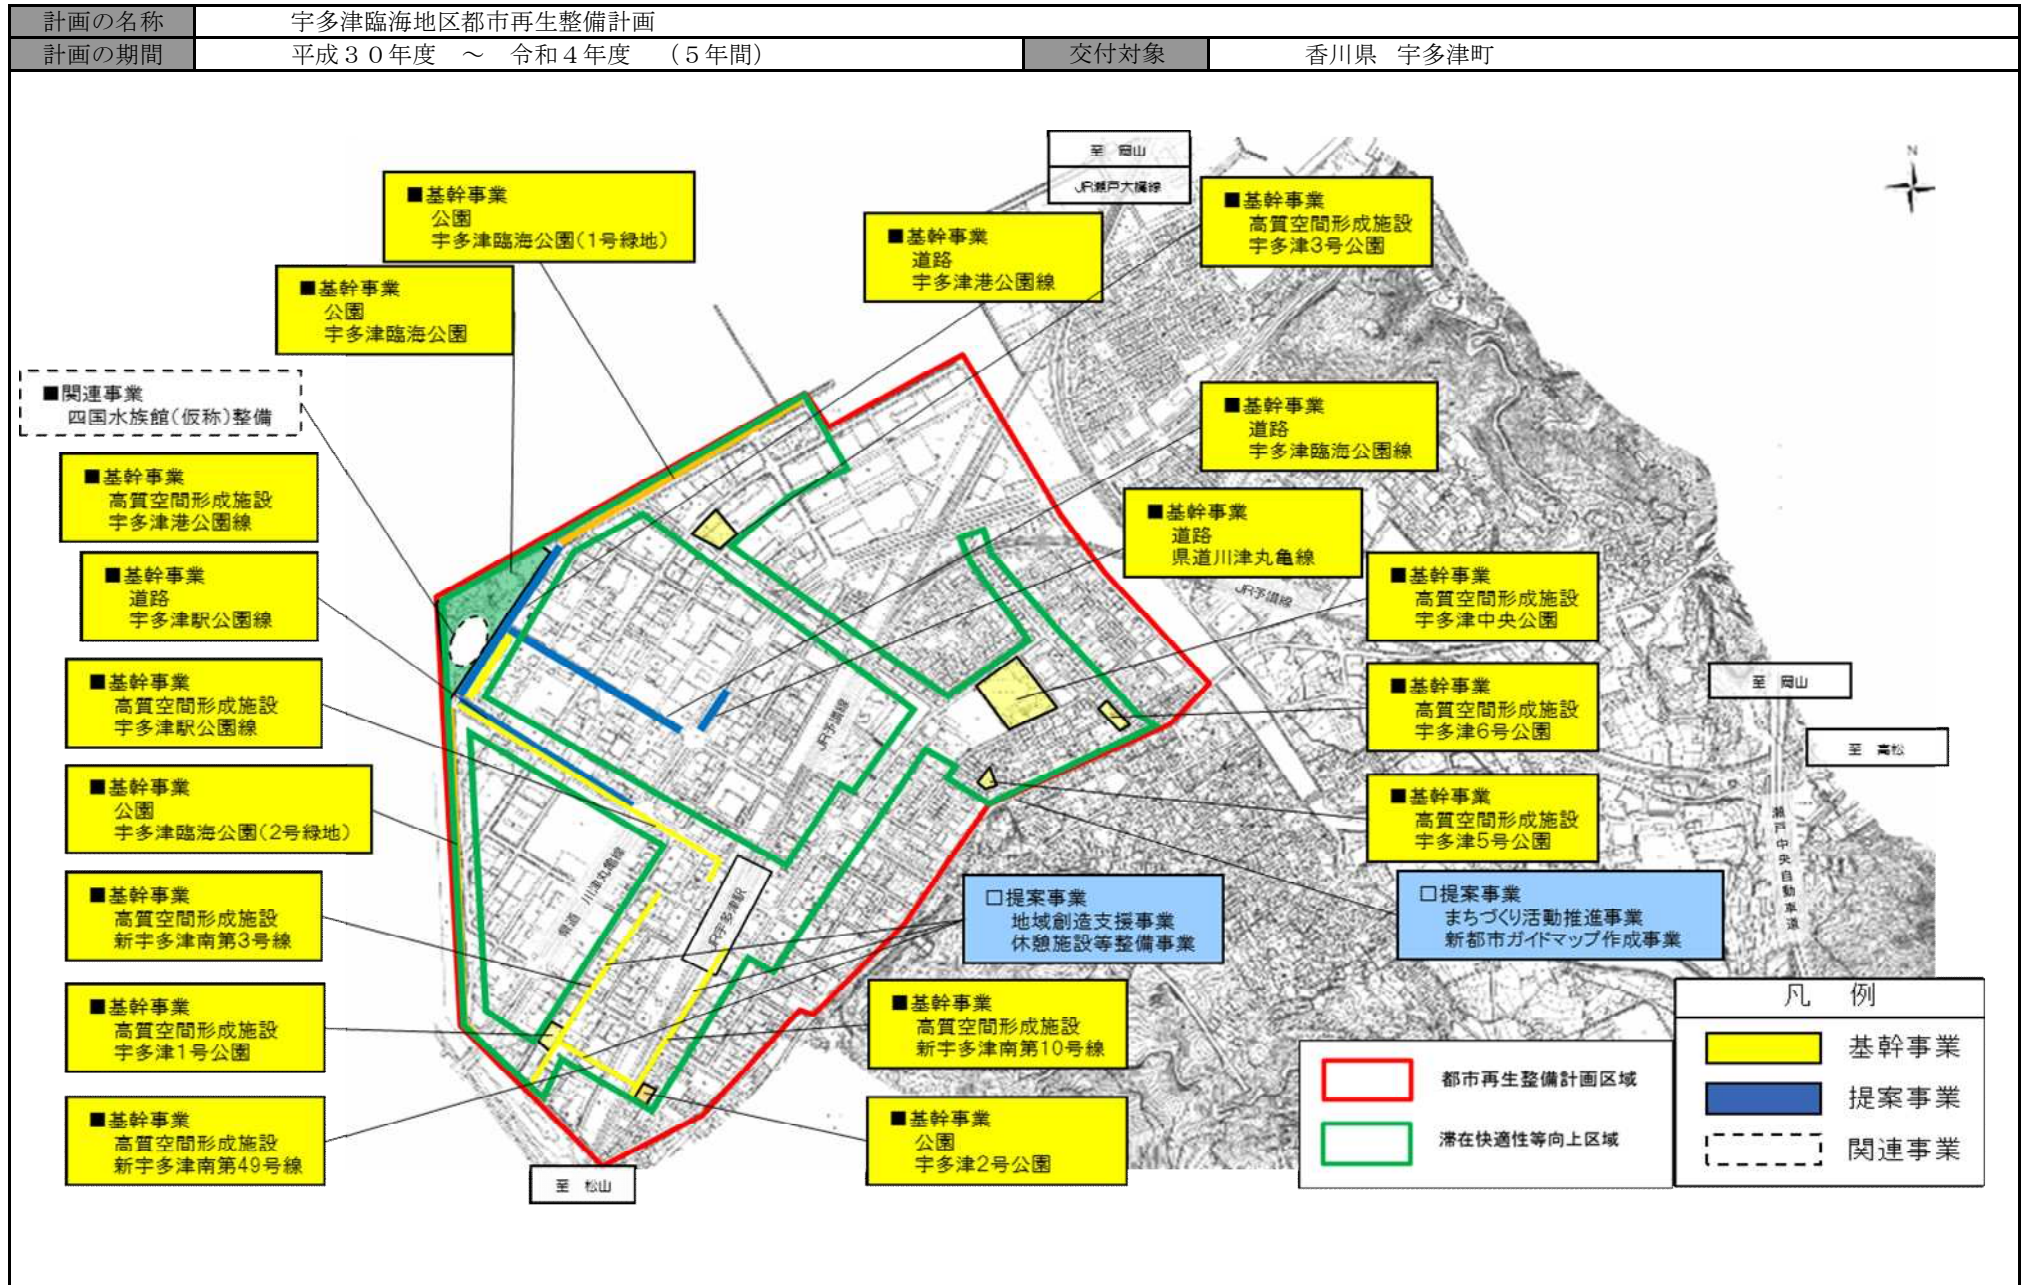 計画の名称 宇多津臨海地区都市再生整備計画
計画の期間 平成３０年度 ～ 令和４年度 （５年間） 交付対象 香川県 宇多津町
至 岡山
JR瀬戸大橋線
N
■基幹事業
公園
宇多津臨海公園(1号緑地)
■基幹事業
道路
宇多津港公園線
■基幹事業
高質空間形成施設
宇多津3号公園
■基幹事業
公園
宇多津臨海公園
■関連事業
四国水族館(仮称)整備
■基幹事業
道路
宇多津臨海公園線
■基幹事業
高質空間形成施設
宇多津港公園線
■基幹事業
道路
県道川津丸亀線
■基幹事業
道路
宇多津駅公園線
■基幹事業
高質空間形成施設
宇多津中央公園
JR予讃線
■基幹事業
高質空間形成施設
宇多津駅公園線
■基幹事業
高質空間形成施設
宇多津6号公園
至 岡山
至 高松
JR予讃線
■基幹事業
公園
宇多津臨海公園(2号緑地)
■基幹事業
高質空間形成施設
宇多津5号公園
瀬戸中央自動車道
県道 川津丸亀線
JR宇多津駅
■基幹事業
高質空間形成施設
新宇多津南第3号線
□提案事業
地域創造支援事業
休憩施設等整備事業
□提案事業
まちづくり活動推進事業
新都市ガイドマップ作成事業
■基幹事業
高質空間形成施設
宇多津1号公園
■基幹事業
高質空間形成施設
新宇多津南第10号線
■基幹事業
高質空間形成施設
新宇多津南第49号線
■基幹事業
公園
宇多津2号公園
至 松山
都市再生整備計画区域
滞在快適性等向上区域
凡 例
基幹事業
提案事業
関連事業